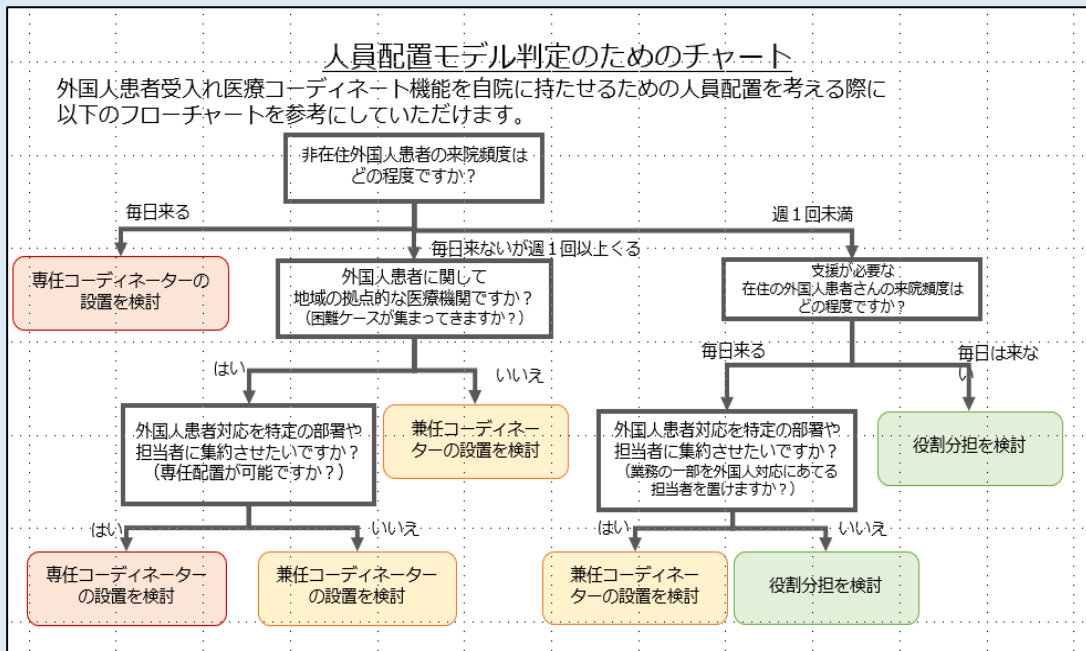 人員配置モデル判定のためのチャート
外国人患者受入れ医療コーディネート機能を自院に持たせるための人員配置を考える際に
以下のフローチャートを参考にしていただけます。
非在住外国人患者の来院頻度は
どの程度ですか？
毎日来る
毎日来ないが週１回以上くる
週１回未満
専任コーディネーターの
設置を検討
外国人患者に関して
地域の拠点的な医療機関ですか？
（困難ケースが集まってきますか？）
支援が必要な
在住の外国人患者さんの来院頻度は
どの程度ですか？
はい
いいえ
毎日来る
毎日は来な
い
外国人患者対応を特定の部署や
担当者に集約させたいですか？
（専任配置が可能ですか？）
兼任コーディネー
ターの設置を検討
外国人患者対応を特定の部署や
担当者に集約させたいですか？
（業務の一部を外国人対応にあてる
担当者を置けますか？）
役割分担を検討
はい
いいえ
はい
いいえ
専任コーディネーター
の設置を検討
兼任コーディネーター
の設置を検討
兼任コーディネー
ターの設置を検討
役割分担を検討